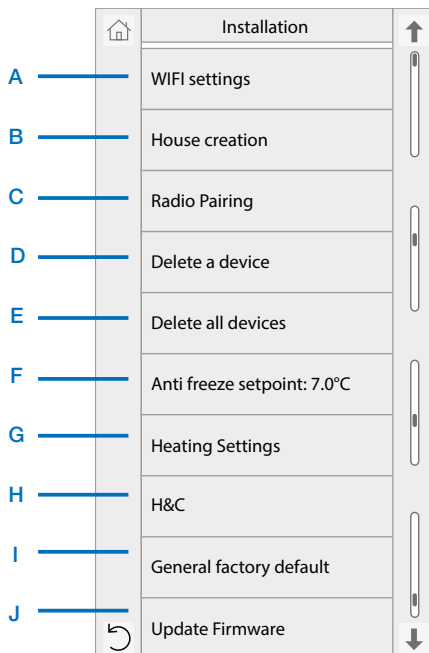 Installation
A WIFI settings
B House creation
C Radio Pairing
D Delete a device
E Delete all devices
F Anti freeze setpoint: 7.0°C
G Heating Settings
H H&C
I General factory default
J Update Firmware